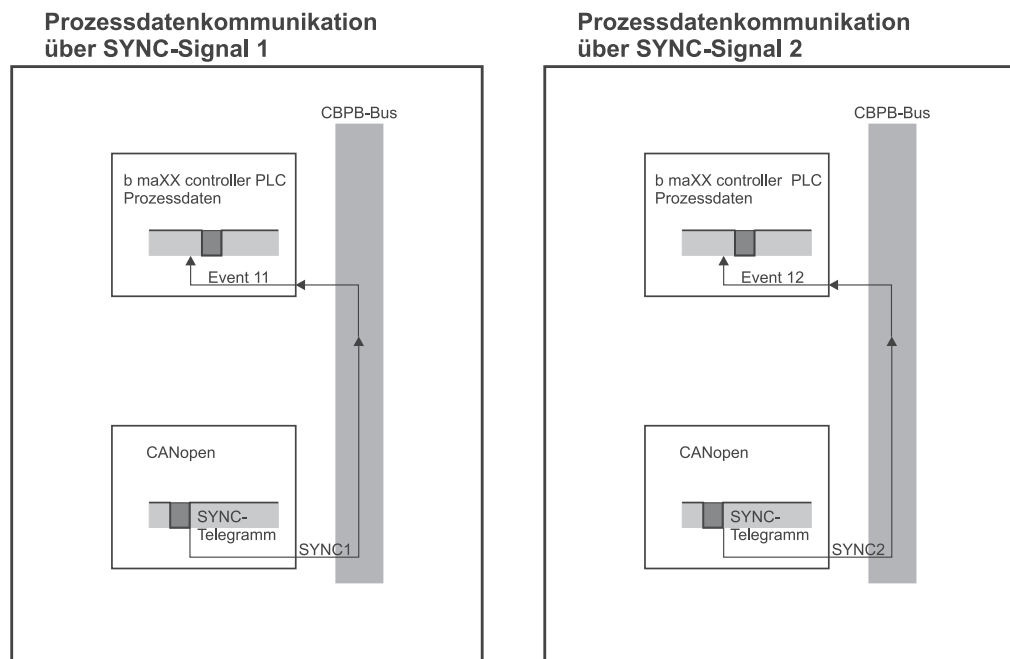 Prozessdatenkommunikation
über SYNC-Signal 1
CBPB-Bus
b maXX controller PLC
Prozessdaten
Event 11
CANopen
SYNC-
Telegramm
SYNC1
Prozessdatenkommunikation
über SYNC-Signal 2
CBPB-Bus
b maXX controller PLC
Prozessdaten
Event 12
CANopen
SYNC-
Telegramm
SYNC2